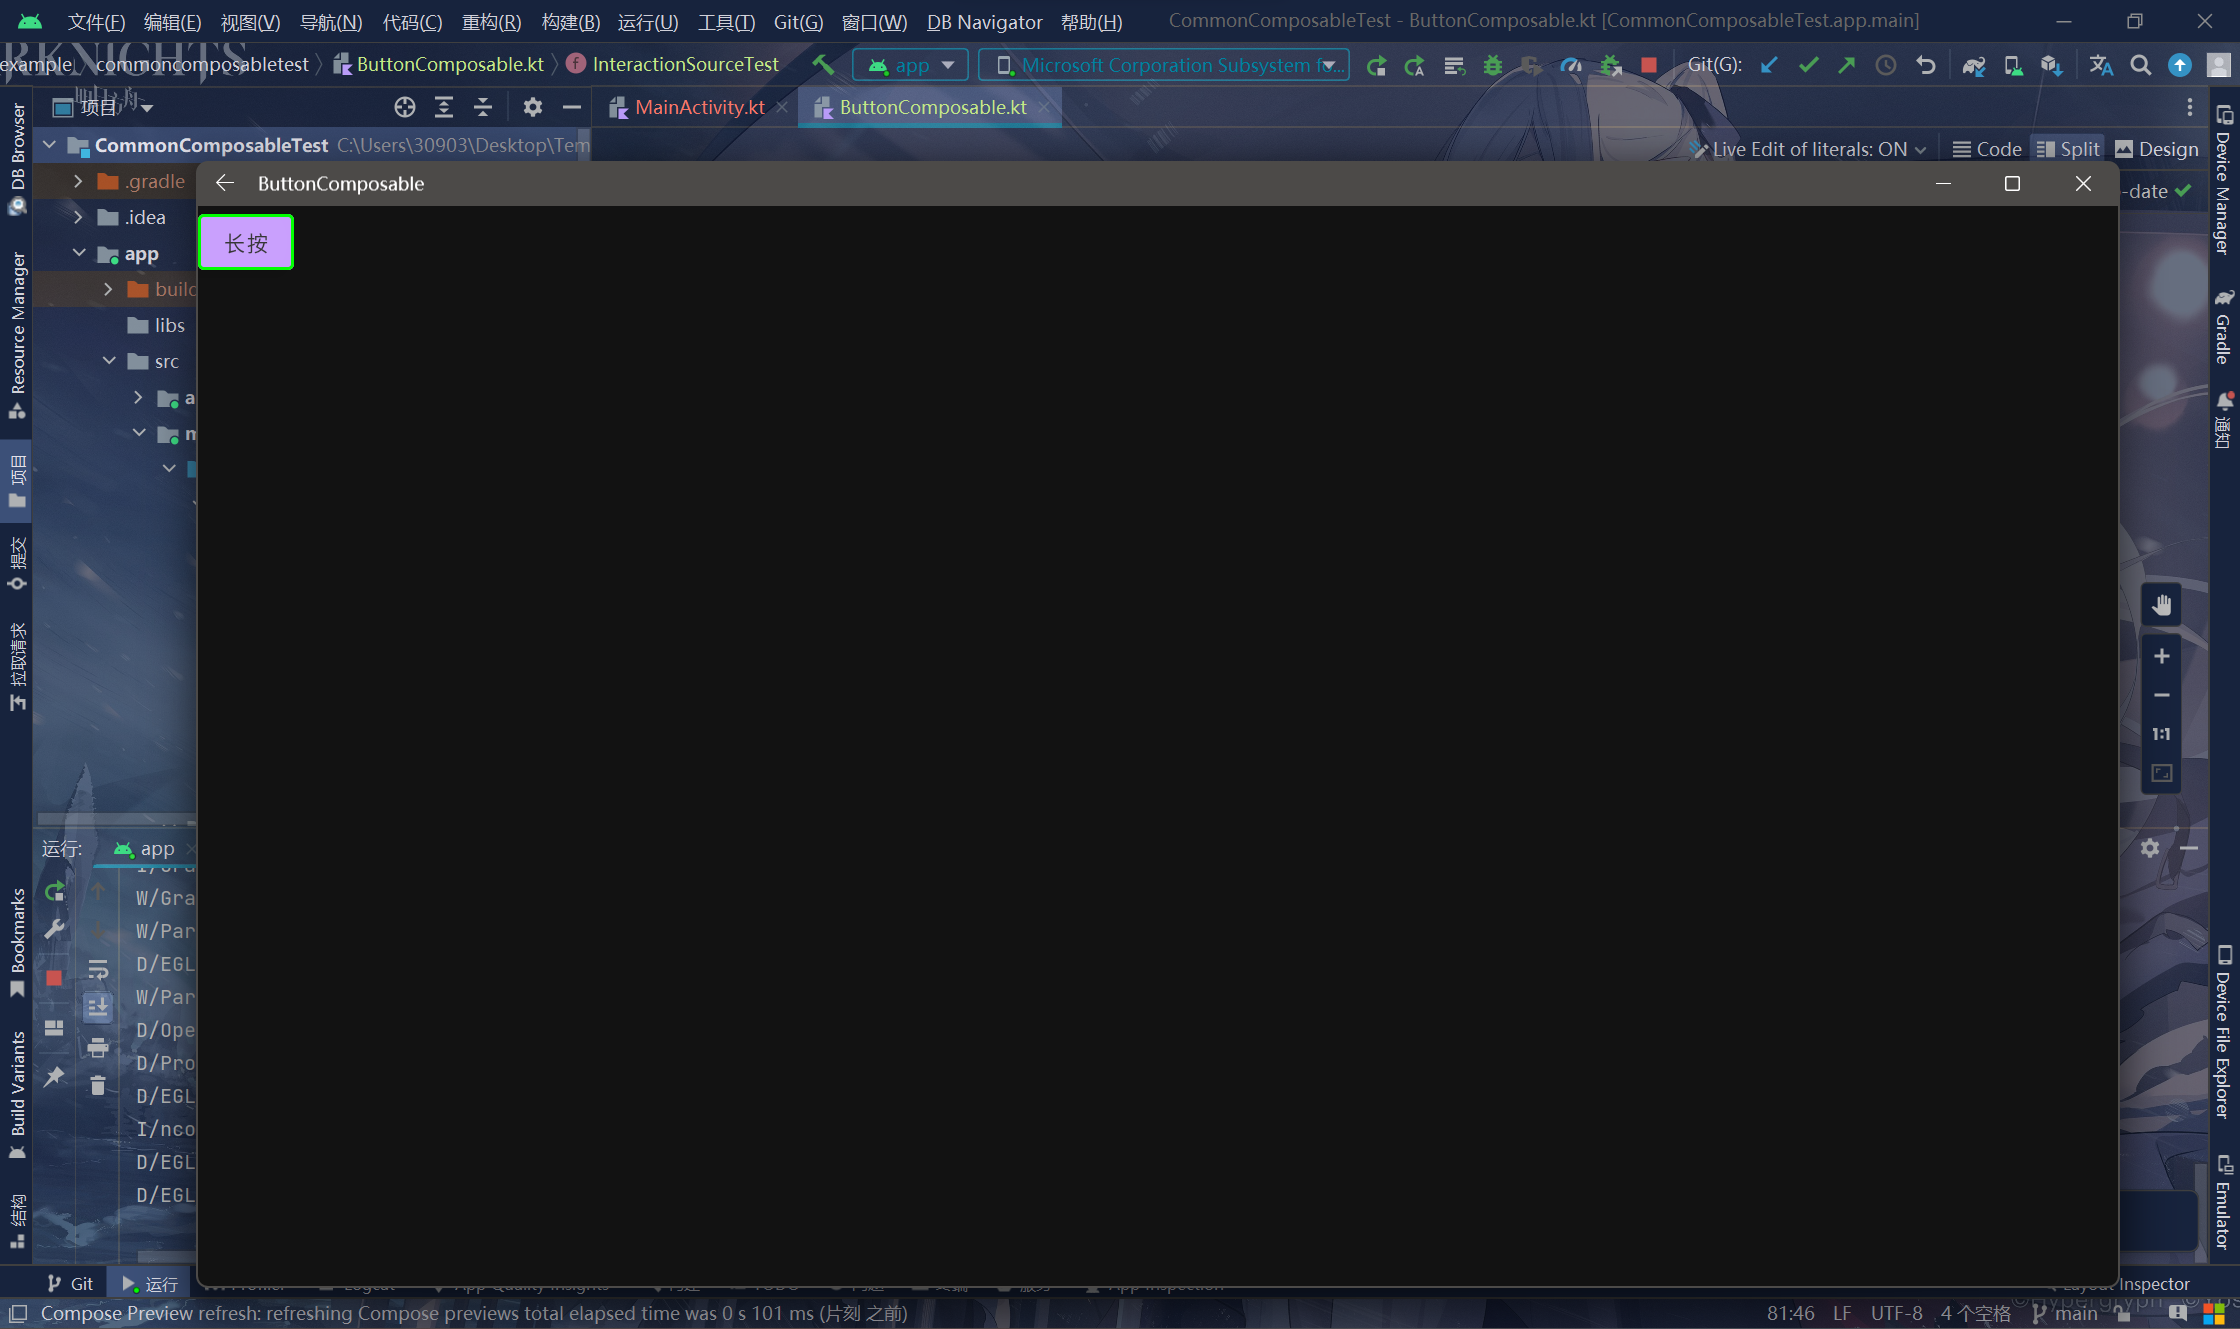 文件(F) 编辑(E) 视图(V) 导航(N) 代码(C) 重构(R) 构建(B) 运行(U) 工具(T) Git(G) 窗口(W) DB Navigator 帮助(H) CommonComposableTest - ButtonComposable.kt [CommonComposableTest.app.main]
example commoncomposabletest ButtonComposable.kt InteractionSourceTest app Microsoft Corporation Subsystem fo... Git(G):
项目 MainActivity.kt ButtonComposable.kt
CommonComposableTest C:\Users\30903\Desktop\Tem
Live Edit of literals: ON Code Split Design
.gradle
ButtonComposable
-date
.idea
长按
app
build
libs
src
a
运行: app
W/Gra
W/Par
D/EGL
W/Par
D/Ope
D/Pro
D/EGL
I/nco
D/EGL
D/EGL
DB Browser
Resource Manager
项目
提交
拉取请求
Bookmarks
Build Variants
结构
Device Manager
Gradle
通知
Device File Explorer
Emulator
1:1
Git 运行 Layout Inspector
Compose Preview refresh: refreshing Compose previews total elapsed time was 0 s 101 ms (片刻 之前) 81:46 LF UTF-8 4 个空格 main